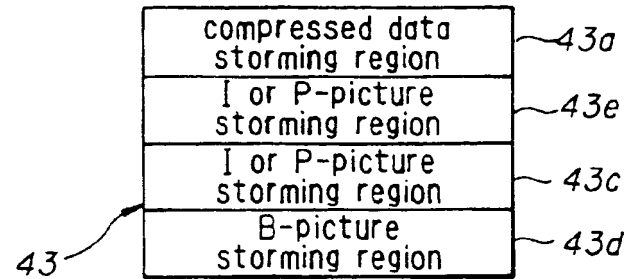 compressed data
storming region
43a
I or P-picture
storming region
43e
I or P-picture
storming region
43c
B-picture
storming region
43d
43